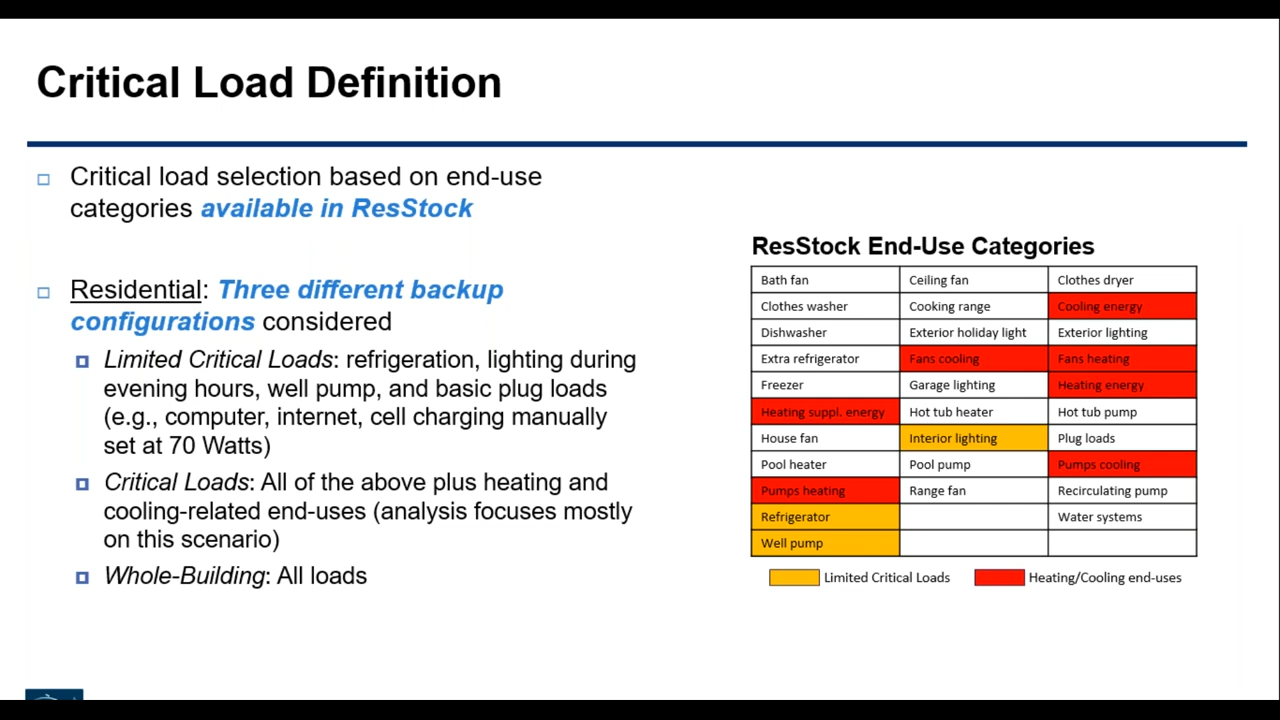 Critical Load Definition
Critical load selection based on end-use
categories available in ResStock
Residential: Three different backup
configurations considered
Limited Critical Loads: refrigeration, lighting during
evening hours, well pump, and basic plug loads
(e.g., computer, internet, cell charging manually
set at 70 Watts)
Critical Loads: All of the above plus heating and
cooling-related end-uses (analysis focuses mostly
on this scenario)
Whole-Building: All loads
ResStock End-Use Categories
Bath fan Ceiling fan Clothes dryer
Clothes washer Cooking range Cooling energy
Dishwasher Exterior holiday light Exterior lighting
Extra refrigerator Fans cooling Fans heating
Freezer Garage lighting Heating energy
Heating suppl. energy Hot tub heater Hot tub pump
House fan Interior lighting Plug loads
Pool heater Pool pump Pumps cooling
Pumps heating Range fan Recirculating pump
Refrigerator Water systems
Well pump
Limited Critical Loads Heating/Cooling end-uses